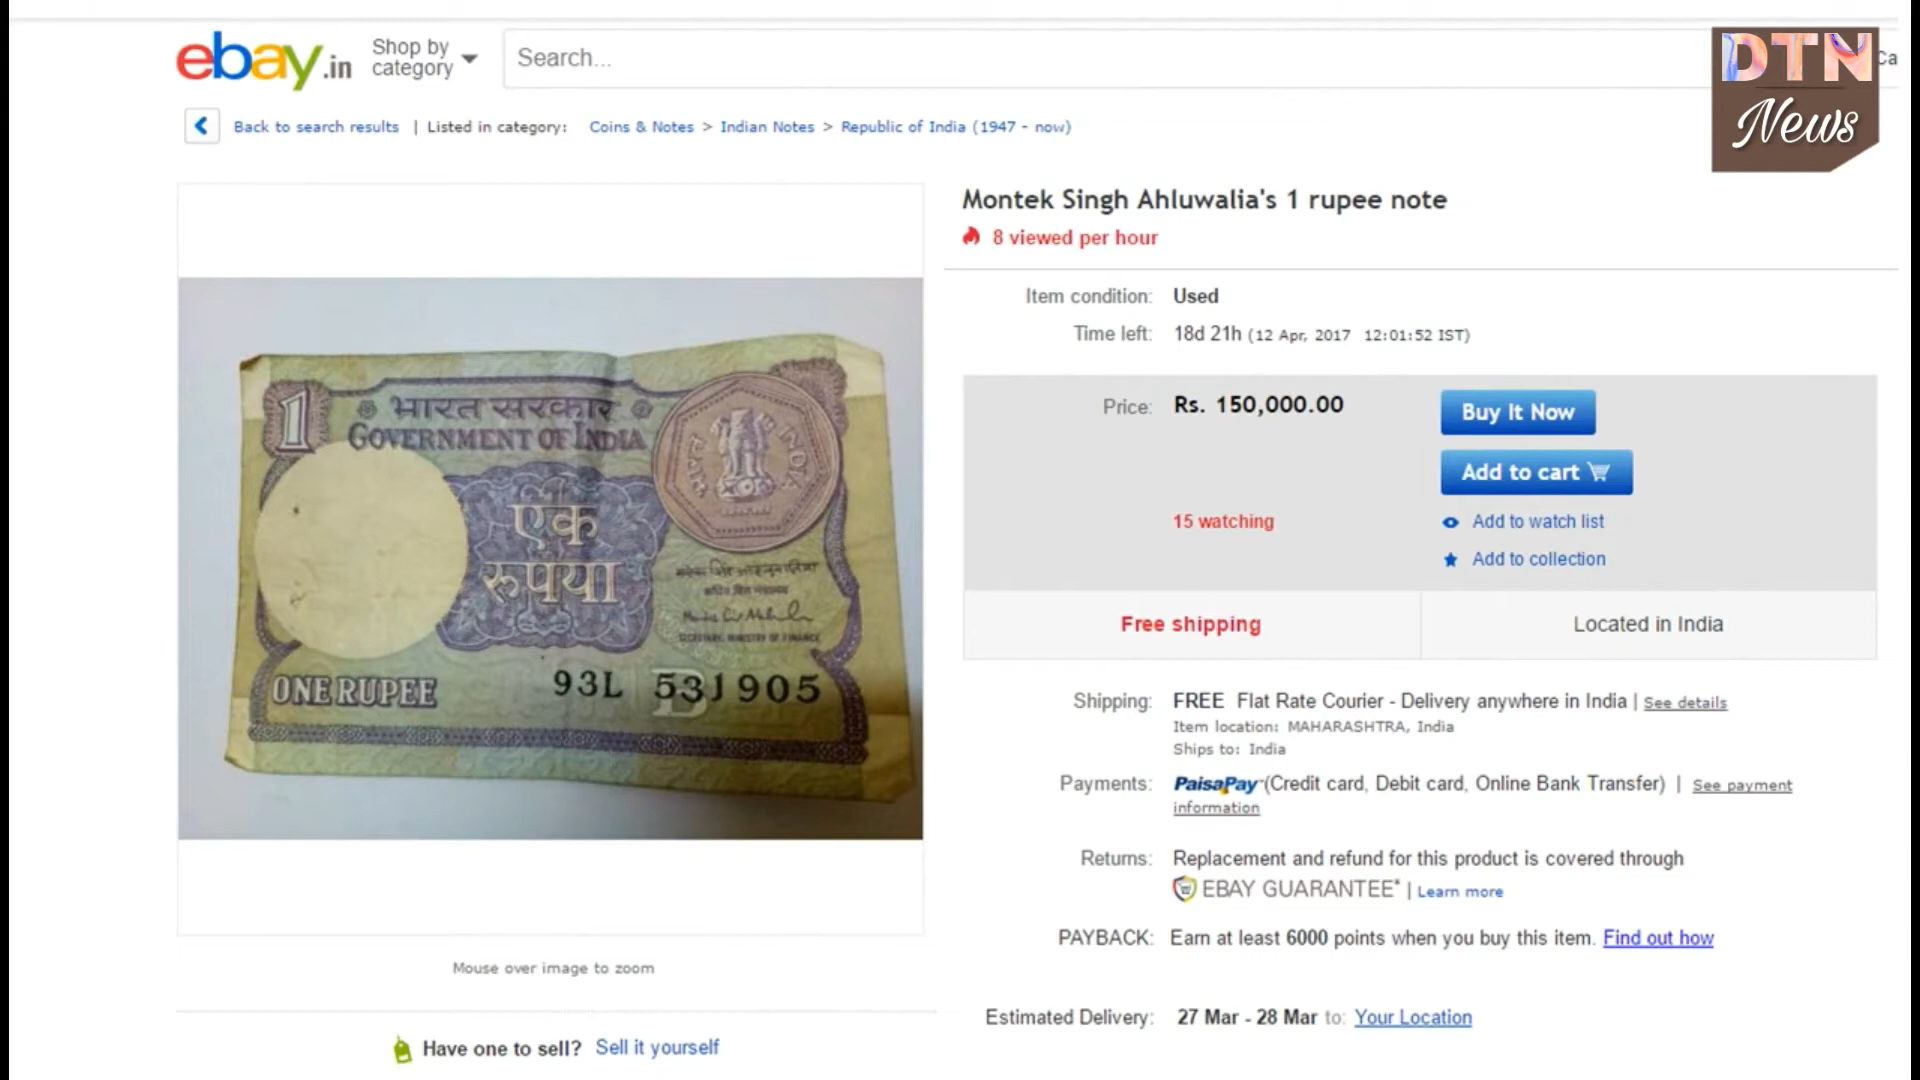 ebay.in
Shop by category
Search...
Ca
DTN
News
Back to search results | Listed in category: Coins & Notes > Indian Notes > Republic of India (1947 - now)
Montek Singh Ahluwalia's 1 rupee note
8 viewed per hour
Item condition: Used
Time left: 18d 21h (12 Apr, 2017 12:01:52 IST)
Price: Rs. 150,000.00
Buy It Now
Add to cart
15 watching
Add to watch list
Add to collection
Free shipping
Located in India
Shipping: FREE Flat Rate Courier - Delivery anywhere in India | See details
Item location: MAHARASHTRA, India
Ships to: India
Payments: PaisaPay (Credit card, Debit card, Online Bank Transfer) | See payment
information
Returns: Replacement and refund for this product is covered through
EBAY GUARANTEE* | Learn more
PAYBACK: Earn at least 6000 points when you buy this item. Find out how
Estimated Delivery: 27 Mar - 28 Mar to: Your Location
1
भारत सरकार
GOVERNMENT OF INDIA
भारत INDIA
एक
रुपया
SECRETARY, MINISTRY OF FINANCE
ONE RUPEE
93L 531905
B
Mouse over image to zoom
Have one to sell? Sell it yourself